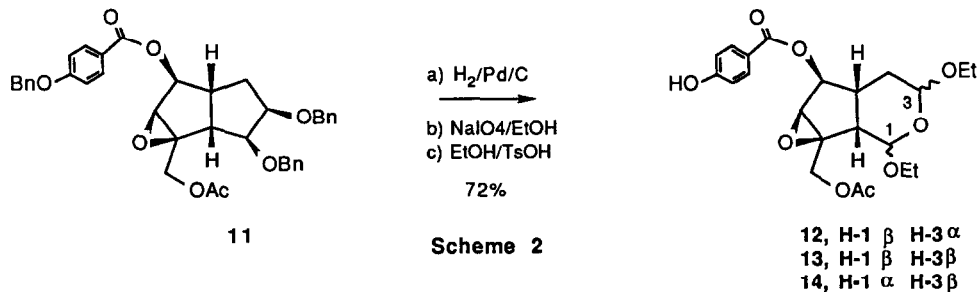 O
O
BnO
H
O
H
OBn
OBn
OAc
11
a) H2/Pd/C
b) NaIO4/EtOH
c) EtOH/TsOH
72%
Scheme 2
O
HO
O
H
OEt
3
1
O
O
H
OEt
OAc
12, H-1 β H-3 α
13, H-1 β H-3 β
14, H-1 α H-3 β